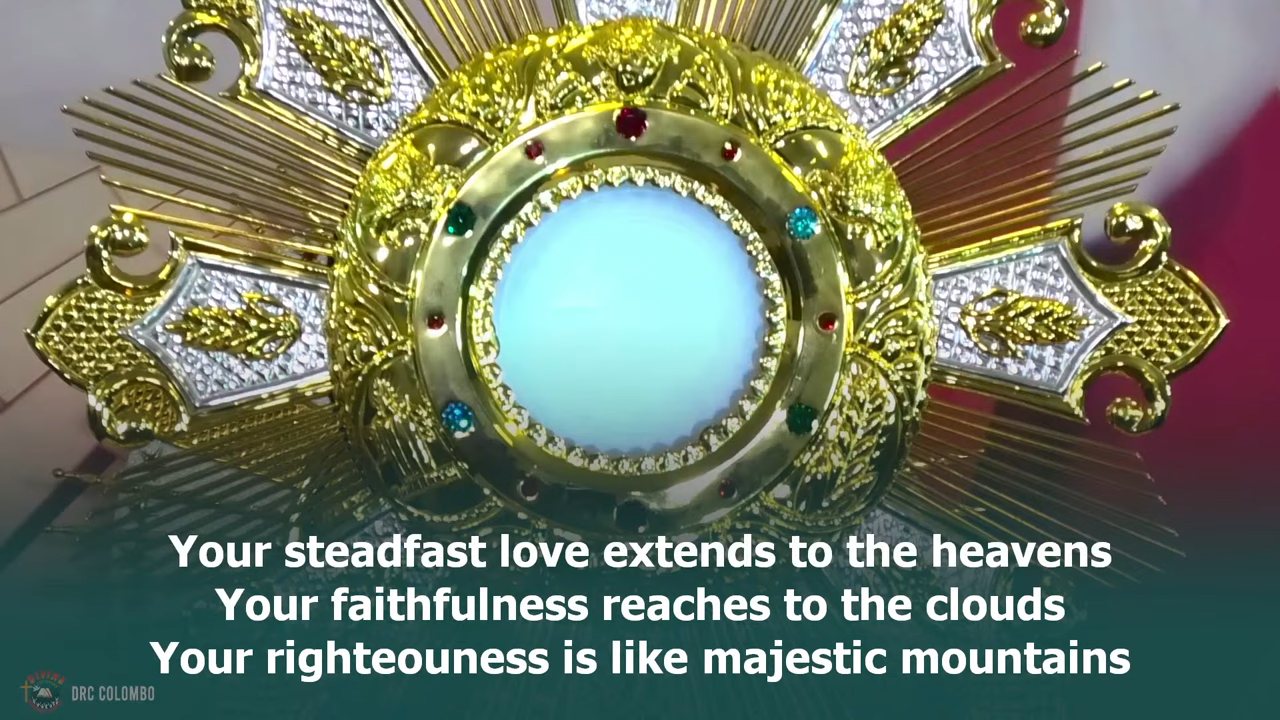 Your steadfast love extends to the heavens
Your faithfulness reaches to the clouds
Your righteouness is like majestic mountains
DRC COLOMBO